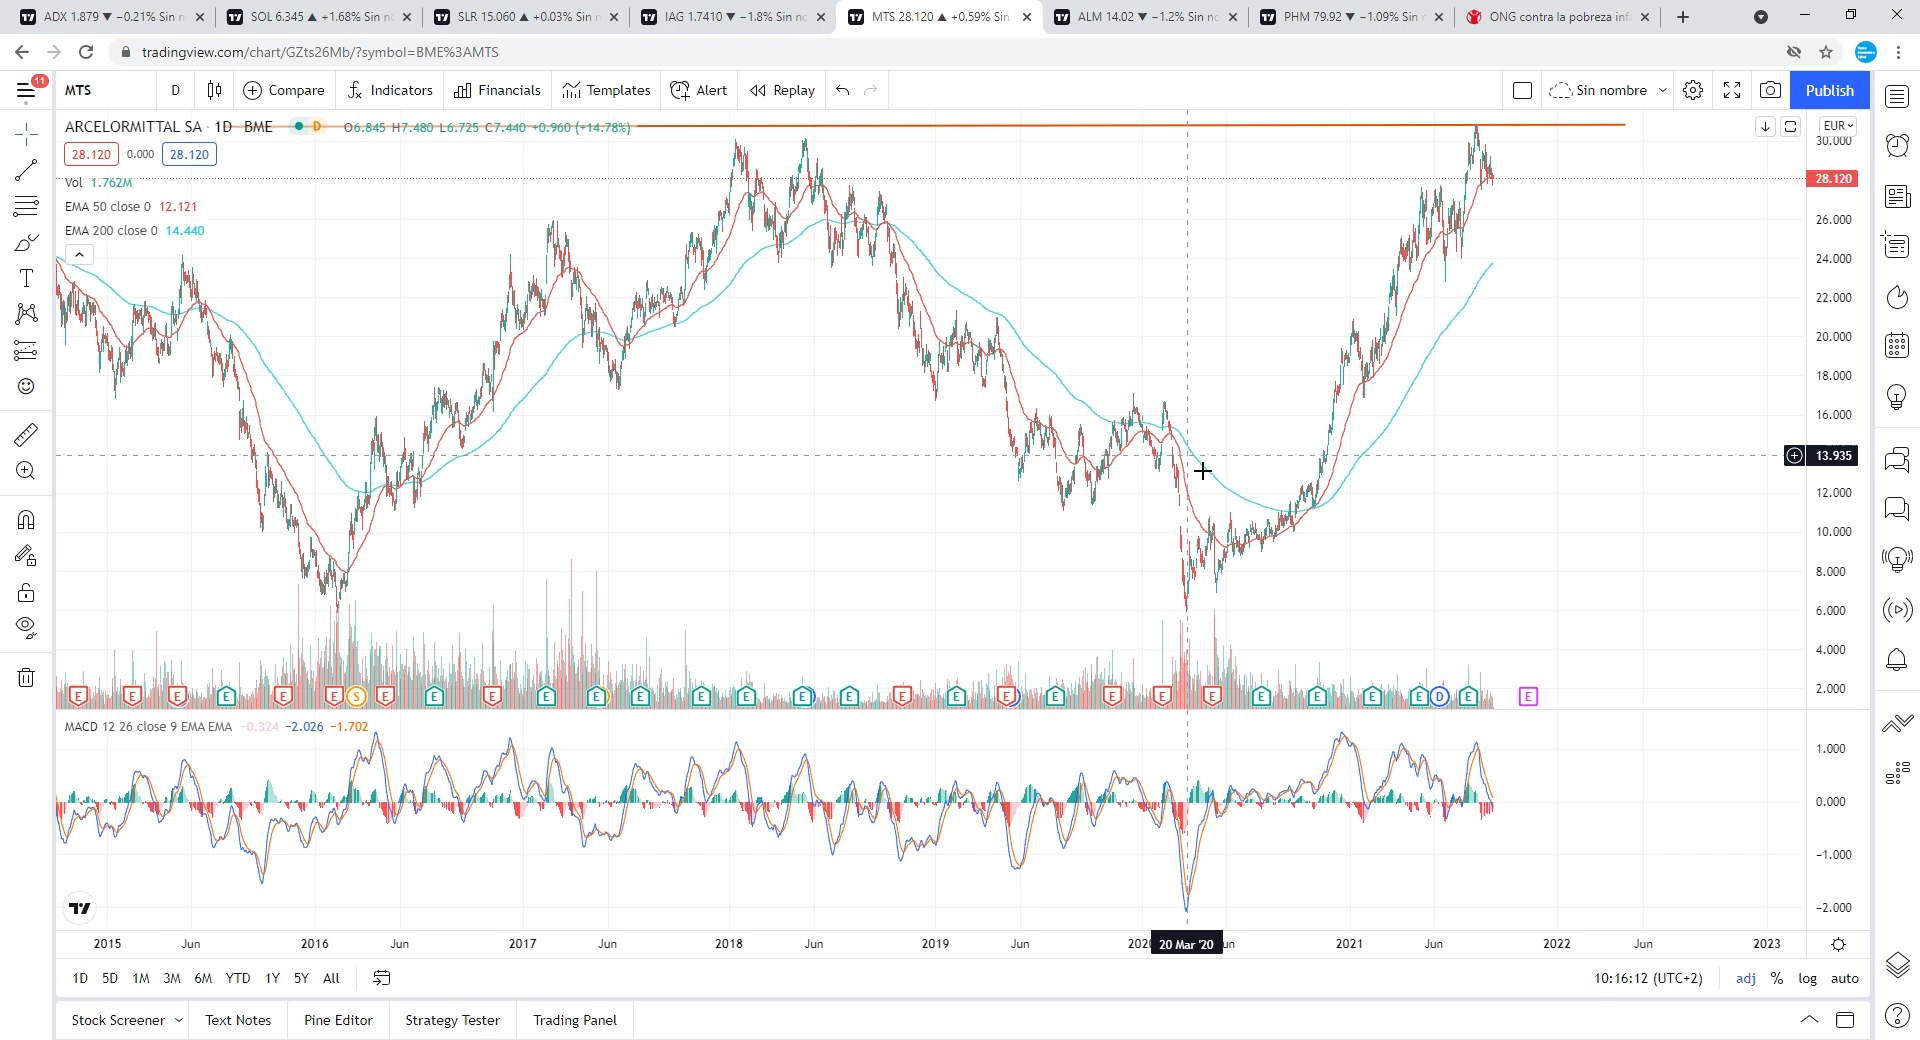 ADX 1.879 ▼ −0.21% Sin n
SOL 6.345 ▲ +1.68% Sin n
SLR 15.060 ▲ +0.03% Sin n
IAG 1.7410 ▼ −1.8% Sin no
MTS 28.120 ▲ +0.59% Sin
ALM 14.02 ▼ −1.2% Sin no
PHM 79.92 ▼ −1.09% Sin n
ONG contra la pobreza inf
tradingview.com/chart/GZts26Mb/?symbol=BME%3AMTS
11
MTS D Compare Indicators Financials Templates Alert Replay Sin nombre Publish
ARCELORMITTAL SA · 1D · BME D O6.845 H7.480 L6.725 C7.440 +0.960 (+14.78%)
EUR
28.120 0.000 28.120
Vol 1.762M
EMA 50 close 0 12.121
EMA 200 close 0 14.440
30.000
28.120
26.000
24.000
22.000
20.000
18.000
16.000
13.935
12.000
10.000
8.000
6.000
4.000
2.000
E E E E E E S E E E E E E E E E E E E E E E E E E E E E D E E
MACD 12 26 close 9 EMA EMA −0.324 −2.026 −1.702
1.000
0.000
−1.000
−2.000
2015 Jun 2016 Jun 2017 Jun 2018 Jun 2019 Jun 2020 20 Mar '20 un 2021 Jun 2022 Jun 2023
1D 5D 1M 3M 6M YTD 1Y 5Y All 10:16:12 (UTC+2) adj % log auto
Stock Screener Text Notes Pine Editor Strategy Tester Trading Panel